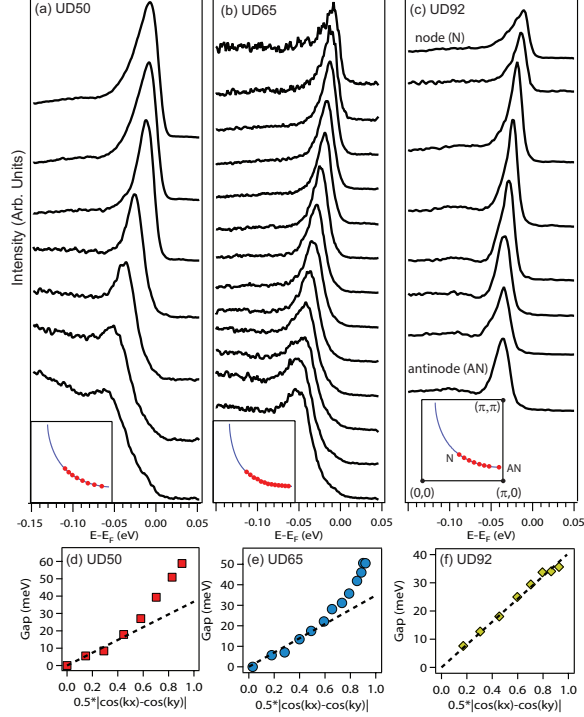 (a) UD50
(b) UD65
(c) UD92
node (N)
Intensity (Arb. Units)
antinode (AN)
(π,π)
N
AN
(0,0)
(π,0)
-0.15 -0.10 -0.05 0.00 0.05
-0.10 -0.05 0.00 0.05
-0.10 -0.05 0.00 0.05
E-EF (eV)
E-EF (eV)
E-EF (eV)
(d) UD50
(e) UD65
(f) UD92
Gap (meV)
60
50
40
30
20
10
0
0.0 0.2 0.4 0.6 0.8 1.0
0.5*|cos(kx)-cos(ky)|
Gap (meV)
50
40
30
20
10
0
0.0 0.2 0.4 0.6 0.8 1.0
0.5*|cos(kx)-cos(ky)|
Gap (meV)
40
30
20
10
0
0.0 0.2 0.4 0.6 0.8 1.0
0.5*|cos(kx)-cos(ky)|